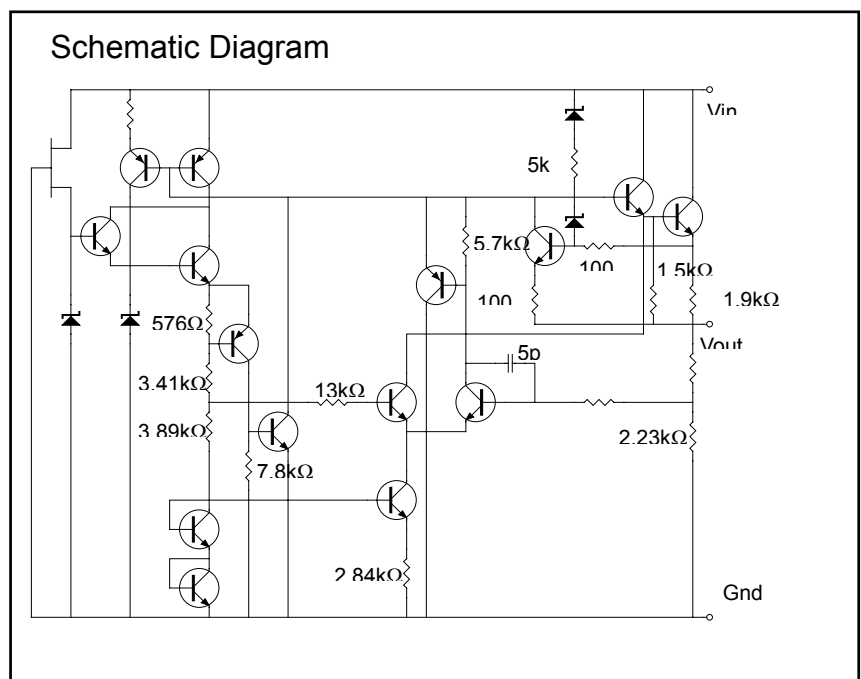 Schematic Diagram
Vin
5k
5.7kΩ
100
1.5kΩ
100
1.9kΩ
576Ω
Vout
5p
3.41kΩ
13kΩ
3.89kΩ
2.23kΩ
7.8kΩ
2.84kΩ
Gnd